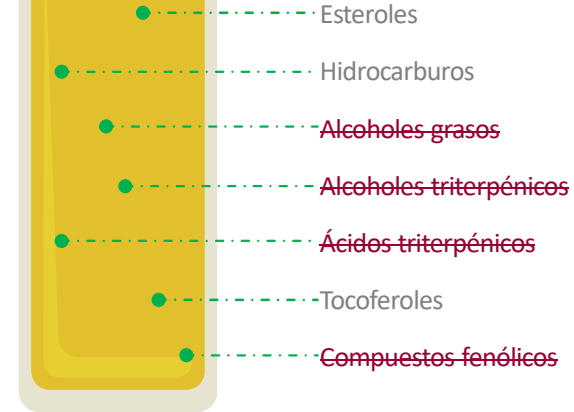 Esteroles
Hidrocarburos
Alcoholes grasos
Alcoholes triterpénicos
Ácidos triterpénicos
Tocoferoles
Compuestos fenólicos